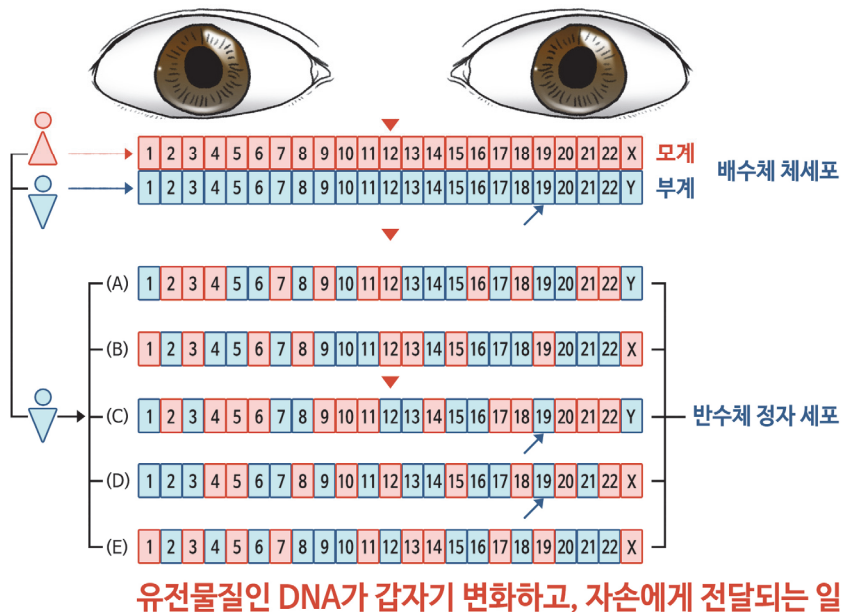 1 2 3 4 5 6 7 8 9 10 11 12 13 14 15 16 17 18 19 20 21 22 X 모계
1 2 3 4 5 6 7 8 9 10 11 12 13 14 15 16 17 18 19 20 21 22 Y 부계
배수체 체세포
(A) 1 2 3 4 5 6 7 8 9 10 11 12 13 14 15 16 17 18 19 20 21 22 Y
(B) 1 2 3 4 5 6 7 8 9 10 11 12 13 14 15 16 17 18 19 20 21 22 X
(C) 1 2 3 4 5 6 7 8 9 10 11 12 13 14 15 16 17 18 19 20 21 22 Y
반수체 정자 세포
(D) 1 2 3 4 5 6 7 8 9 10 11 12 13 14 15 16 17 18 19 20 21 22 X
(E) 1 2 3 4 5 6 7 8 9 10 11 12 13 14 15 16 17 18 19 20 21 22 X
유전물질인 DNA가 갑자기 변화하고, 자손에게 전달되는 일